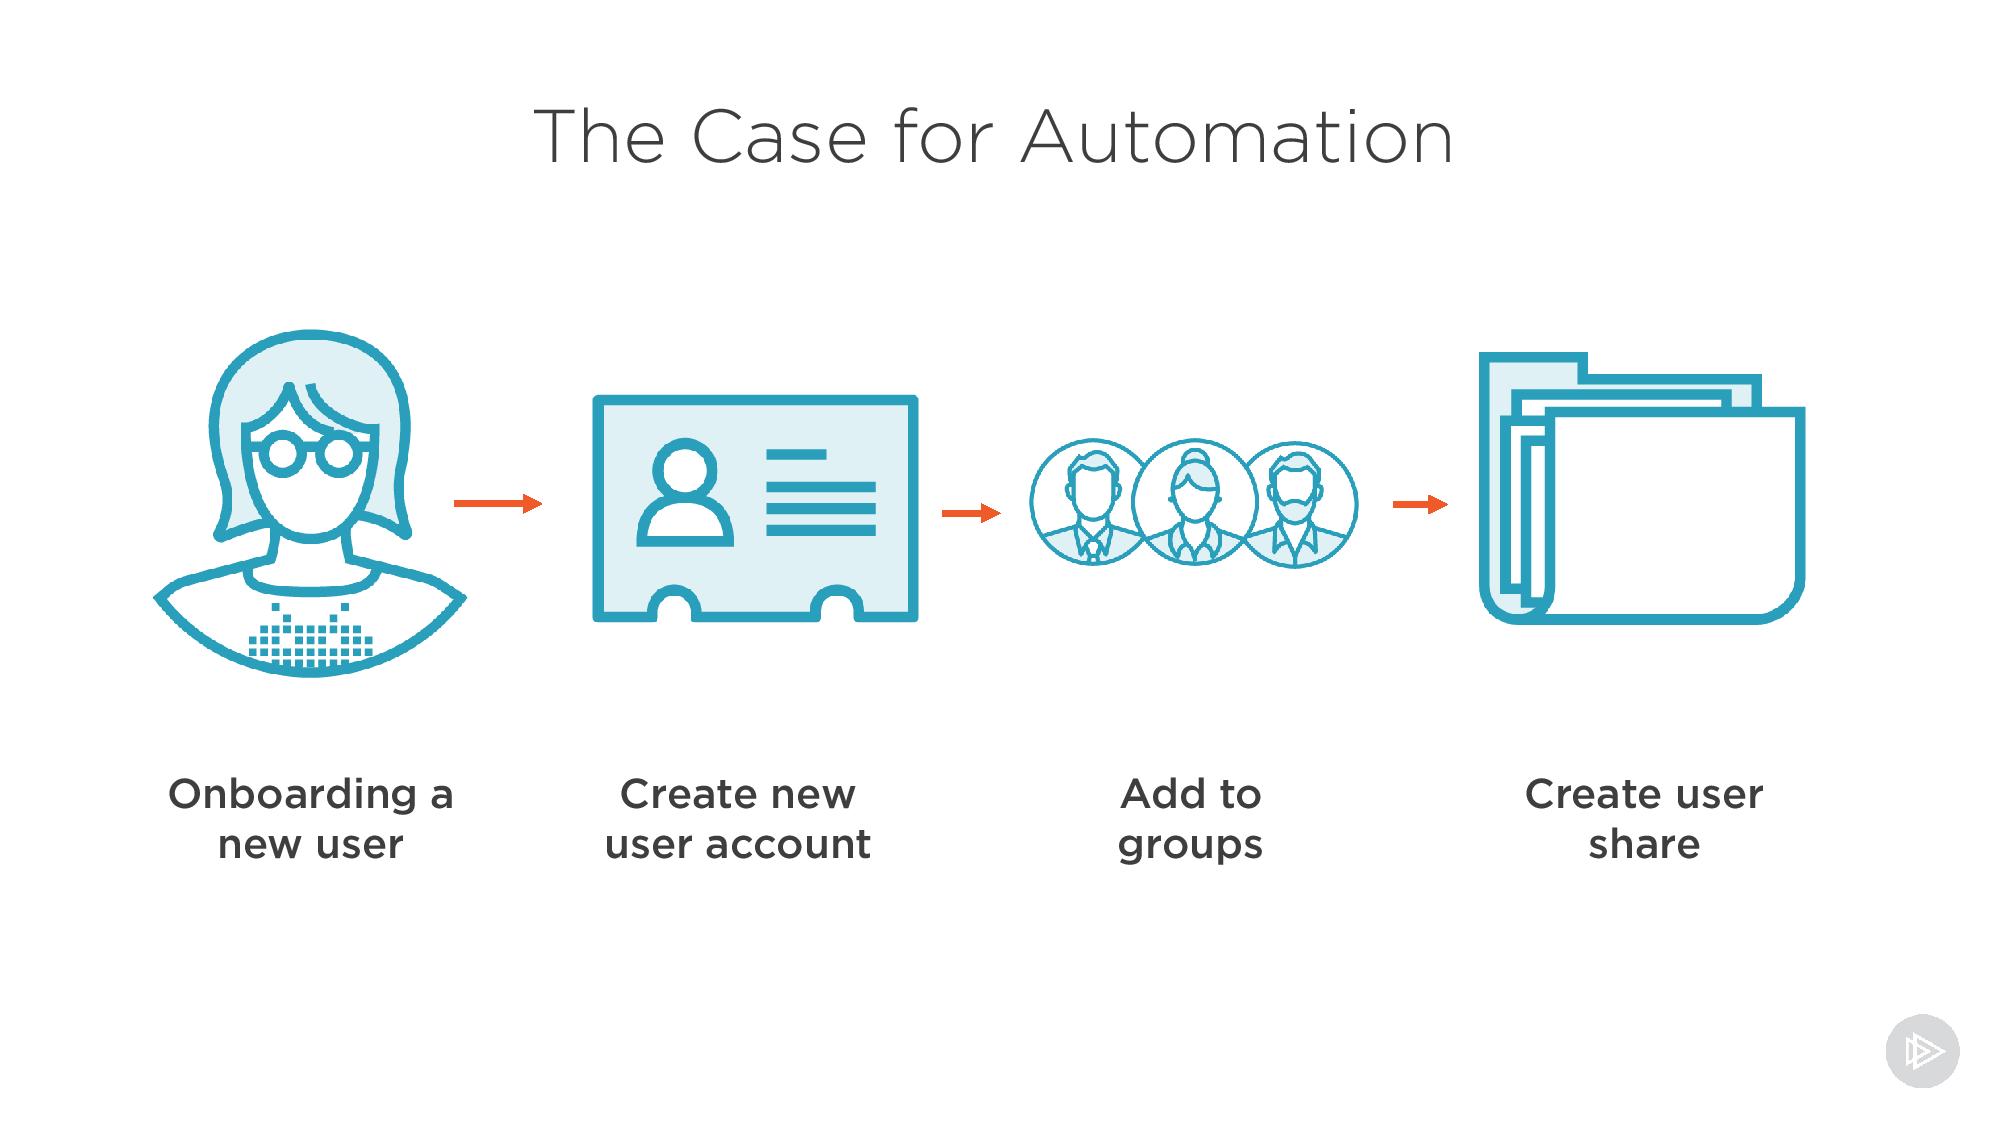 The Case for Automation
Onboarding a
new user
Create new
user account
Add to
groups
Create user
share